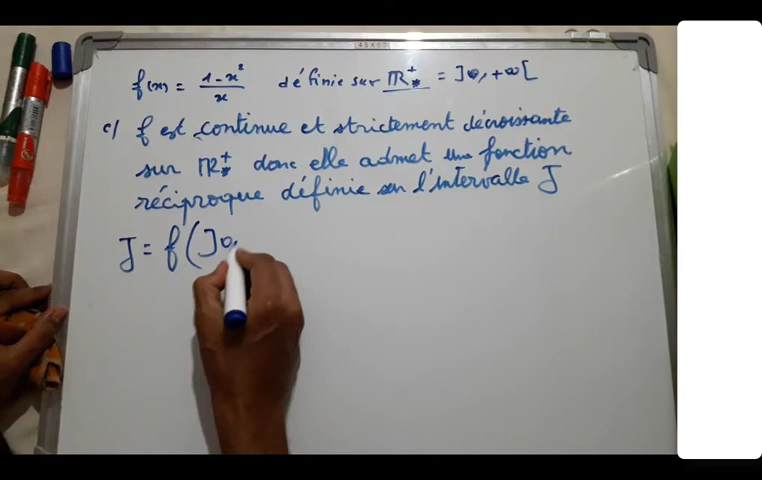 f(x) = 1-x² / x définie sur ℝ*⁺ = ]0, +∞[
c/ f est continue et strictement décroissante
sur ℝ*⁺ donc elle admet une fonction
réciproque définie sur l'intervalle J
J = f(]0,